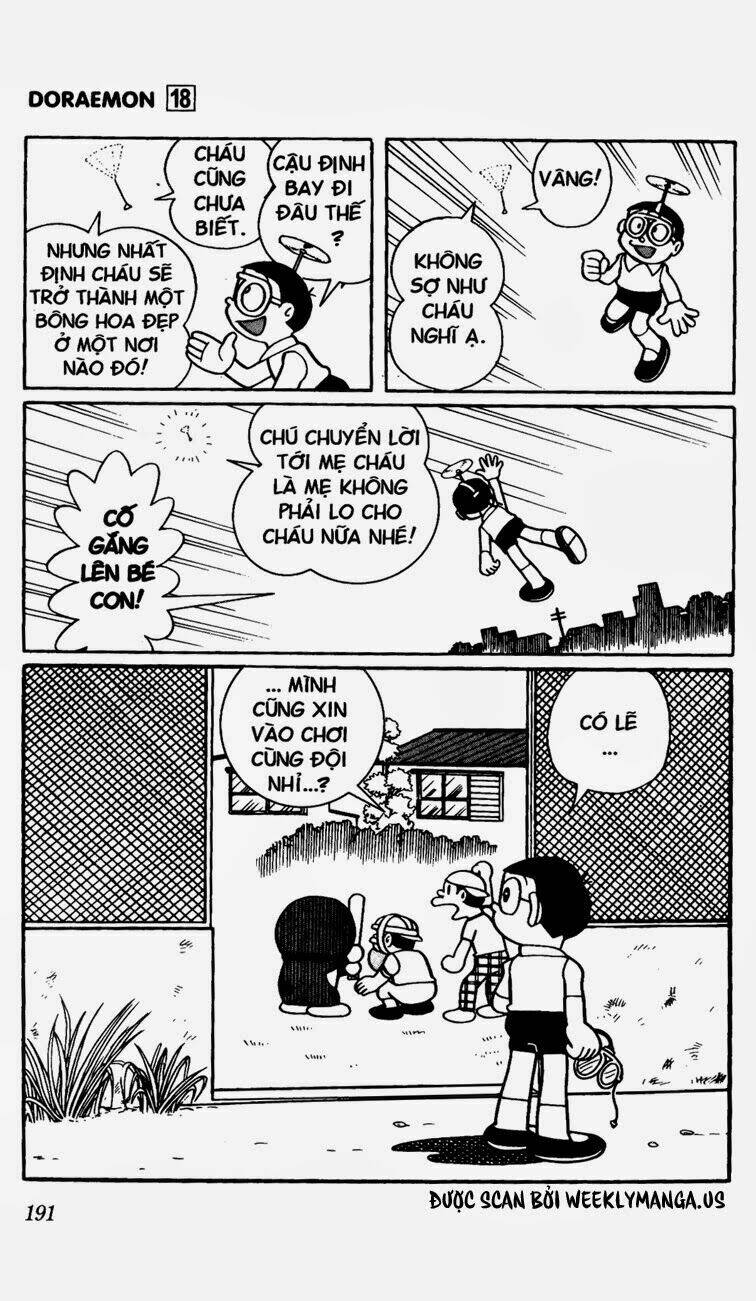 DORAEMON 18
VÂNG!
KHÔNG
SỢ NHƯ
CHÁU
NGHĨ Ạ.
CẬU ĐỊNH
BAY ĐI
ĐÂU THẾ
?
CHÁU
CŨNG
CHƯA
BIẾT.
NHƯNG NHẤT
ĐỊNH CHÁU SẼ
TRỞ THÀNH MỘT
BÔNG HOA ĐẸP
Ở MỘT NƠI
NÀO ĐÓ!
CHÚ CHUYỂN LỜI
TỚI MẸ CHÁU
LÀ MẸ KHÔNG
PHẢI LO CHO
CHÁU NỮA NHÉ!
CỐ
GẮNG
LÊN BÉ
CON!
CÓ LẼ
...
... MÌNH
CŨNG XIN
VÀO CHƠI
CÙNG ĐỘI
NHỈ...?
191
ĐƯỢC SCAN BỞI WEEKLYMANGA.US